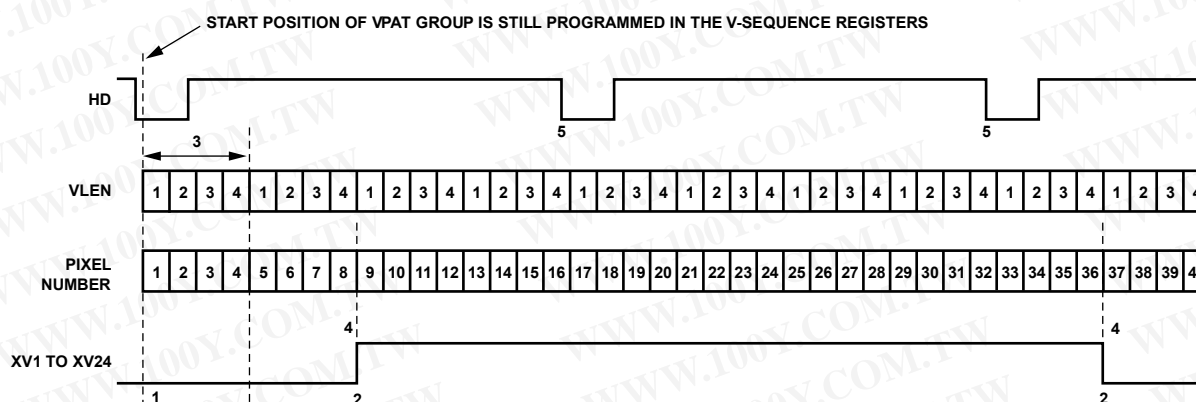 START POSITION OF VPAT GROUP IS STILL PROGRAMMED IN THE V-SEQUENCE REGISTERS
HD
5 5
3
VLEN 1 2 3 4 1 2 3 4 1 2 3 4 1 2 3 4 1 2 3 4 1 2 3 4 1 2 3 4 1 2 3 4 1 2 3 4 1 2 3 4
PIXEL
NUMBER 1 2 3 4 5 6 7 8 9 10 11 12 13 14 15 16 17 18 19 20 21 22 23 24 25 26 27 28 29 30 31 32 33 34 35 36 37 38 39
4 4
XV1 TO XV24
1 2 2
WWW.100Y.COM.TW